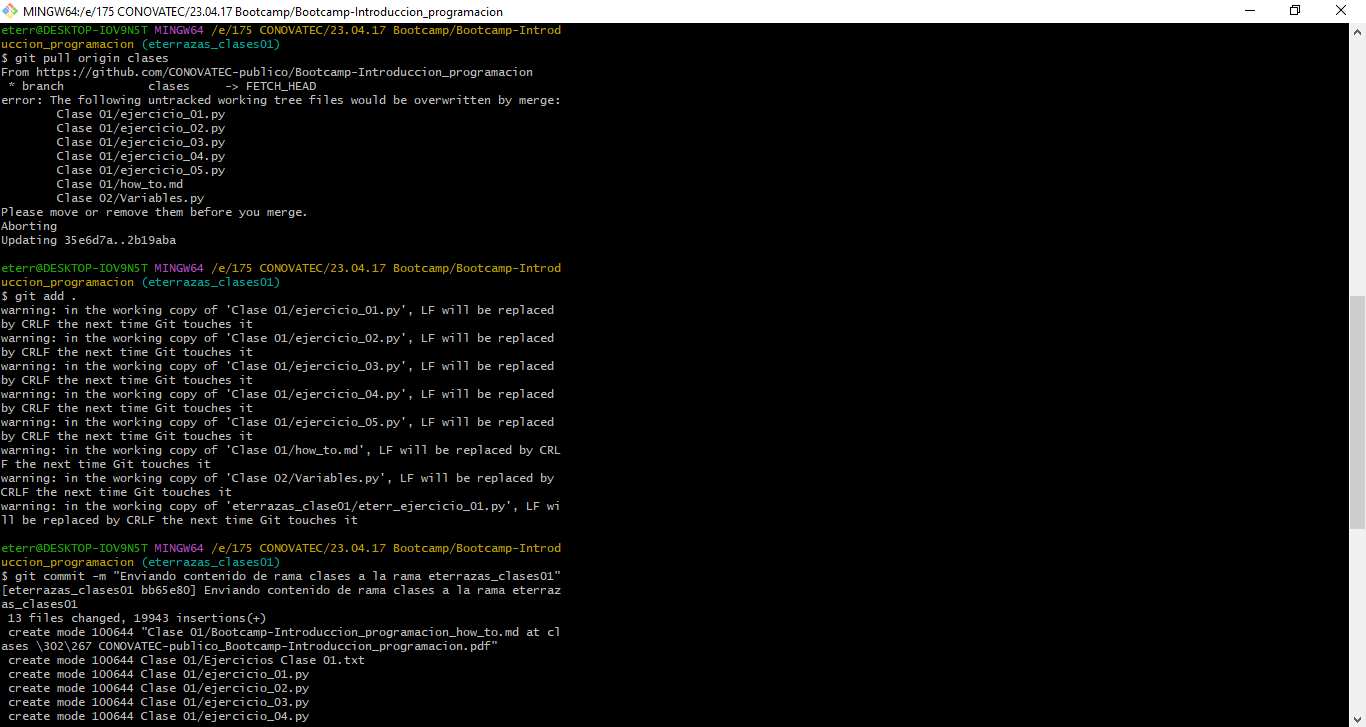 MINGW64:/e/175 CONOVATEC/23.04.17 Bootcamp/Bootcamp-Introduccion_programacion
eterr@DESKTOP-IOV9N5T MINGW64 /e/175 CONOVATEC/23.04.17 Bootcamp/Bootcamp-Introd
uccion_programacion (eterrazas_clases01)
$ git pull origin clases
From https://github.com/CONOVATEC-publico/Bootcamp-Introduccion_programacion
 * branch            clases     -> FETCH_HEAD
error: The following untracked working tree files would be overwritten by merge:
        Clase 01/ejercicio_01.py
        Clase 01/ejercicio_02.py
        Clase 01/ejercicio_03.py
        Clase 01/ejercicio_04.py
        Clase 01/ejercicio_05.py
        Clase 01/how_to.md
        Clase 02/Variables.py
Please move or remove them before you merge.
Aborting
Updating 35e6d7a..2b19aba
eterr@DESKTOP-IOV9N5T MINGW64 /e/175 CONOVATEC/23.04.17 Bootcamp/Bootcamp-Introd
uccion_programacion (eterrazas_clases01)
$ git add .
warning: in the working copy of 'Clase 01/ejercicio_01.py', LF will be replaced
by CRLF the next time Git touches it
warning: in the working copy of 'Clase 01/ejercicio_02.py', LF will be replaced
by CRLF the next time Git touches it
warning: in the working copy of 'Clase 01/ejercicio_03.py', LF will be replaced
by CRLF the next time Git touches it
warning: in the working copy of 'Clase 01/ejercicio_04.py', LF will be replaced
by CRLF the next time Git touches it
warning: in the working copy of 'Clase 01/ejercicio_05.py', LF will be replaced
by CRLF the next time Git touches it
warning: in the working copy of 'Clase 01/how_to.md', LF will be replaced by CRL
F the next time Git touches it
warning: in the working copy of 'Clase 02/Variables.py', LF will be replaced by
CRLF the next time Git touches it
warning: in the working copy of 'eterrazas_clase01/eterr_ejercicio_01.py', LF wi
ll be replaced by CRLF the next time Git touches it
eterr@DESKTOP-IOV9N5T MINGW64 /e/175 CONOVATEC/23.04.17 Bootcamp/Bootcamp-Introd
uccion_programacion (eterrazas_clases01)
$ git commit -m "Enviando contenido de rama clases a la rama eterrazas_clases01"
[eterrazas_clases01 bb65e80] Enviando contenido de rama clases a la rama eterraz
as_clases01
 13 files changed, 19943 insertions(+)
 create mode 100644 "Clase 01/Bootcamp-Introduccion_programacion_how_to.md at cl
ases \302\267 CONOVATEC-publico_Bootcamp-Introduccion_programacion.pdf"
 create mode 100644 Clase 01/Ejercicios Clase 01.txt
 create mode 100644 Clase 01/ejercicio_01.py
 create mode 100644 Clase 01/ejercicio_02.py
 create mode 100644 Clase 01/ejercicio_03.py
 create mode 100644 Clase 01/ejercicio_04.py